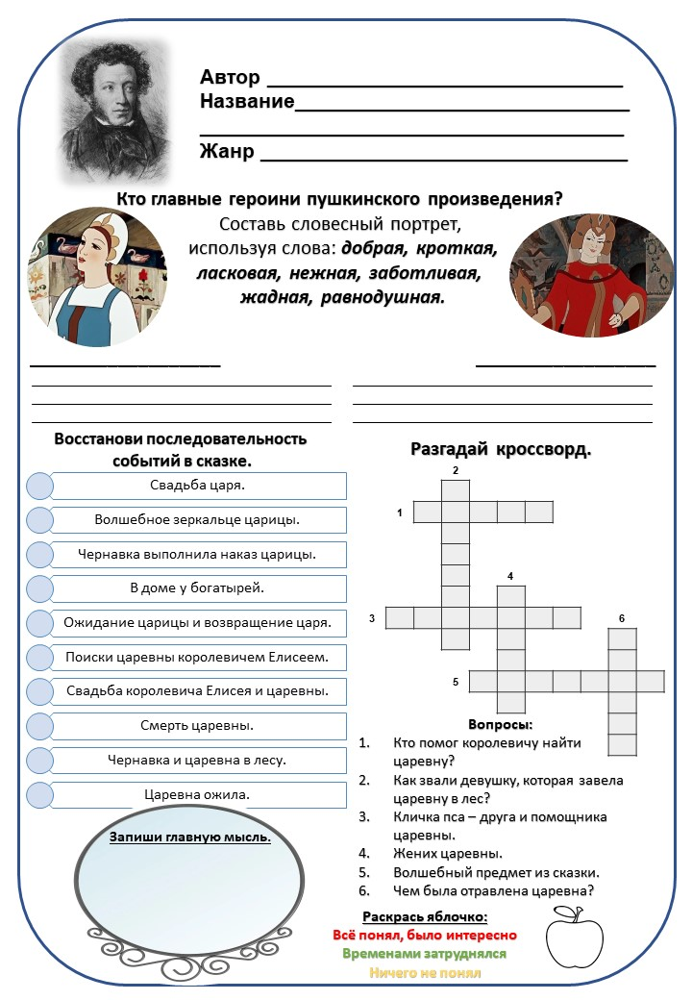 Автор ________________________________
Название______________________________
______________________________________
Жанр _________________________________
Кто главные героини пушкинского произведения?
Составь словесный портрет,
используя слова: добрая, кроткая,
ласковая, нежная, заботливая,
жадная, равнодушная.
Восстанови последовательность
событий в сказке.
Свадьба царя.
Волшебное зеркальце царицы.
Чернавка выполнила наказ царицы.
В доме у богатырей.
Ожидание царицы и возвращение царя.
Поиски царевны королевичем Елисеем.
Свадьба королевича Елисея и царевны.
Смерть царевны.
Чернавка и царевна в лесу.
Царевна ожила.
Запиши главную мысль.
Разгадай кроссворд.
2
1
4
3
6
5
Вопросы:
1. Кто помог королевичу найти
царевну?
2. Как звали девушку, которая завела
царевну в лес?
3. Кличка пса – друга и помощника
царевны.
4. Жених царевны.
5. Волшебный предмет из сказки.
6. Чем была отравлена царевна?
Раскрась яблочко:
Всё понял, было интересно
Временами затруднялся
Ничего не понял